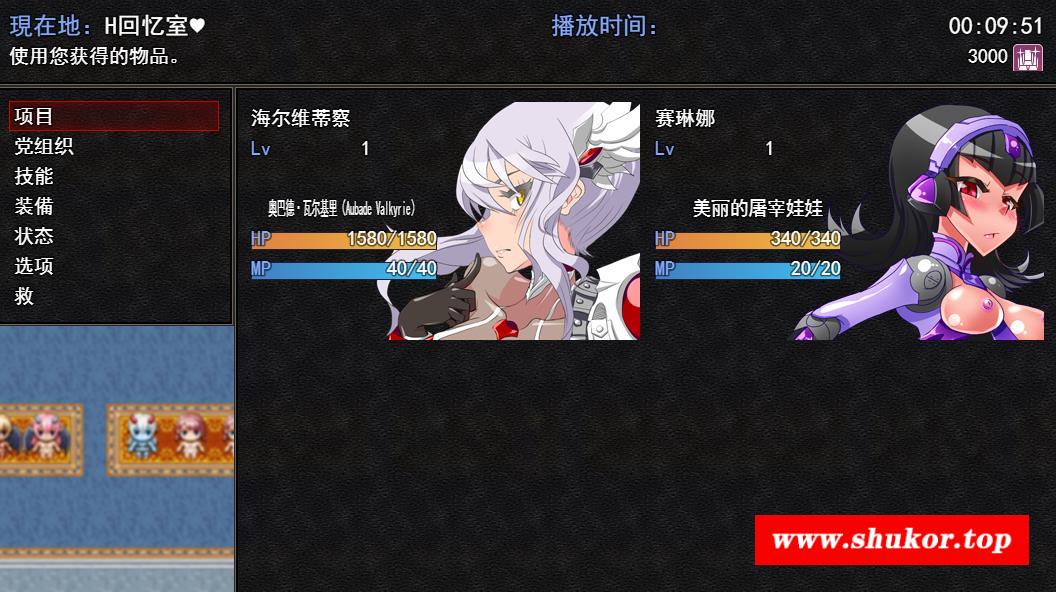 現在地：H回忆室♥ 播放时间： 00:09:51
使用您获得的物品。 3000
项目
党组织
技能
装備
状态
选项
救
海尔维蒂察
Lv 1
奥巴德·瓦尔基里 (Aubade Valkyrie)
HP 1580/1580
MP 40/40
赛琳娜
Lv 1
美丽的屠宰娃娃
HP 340/340
MP 20/20
www.shukor.top